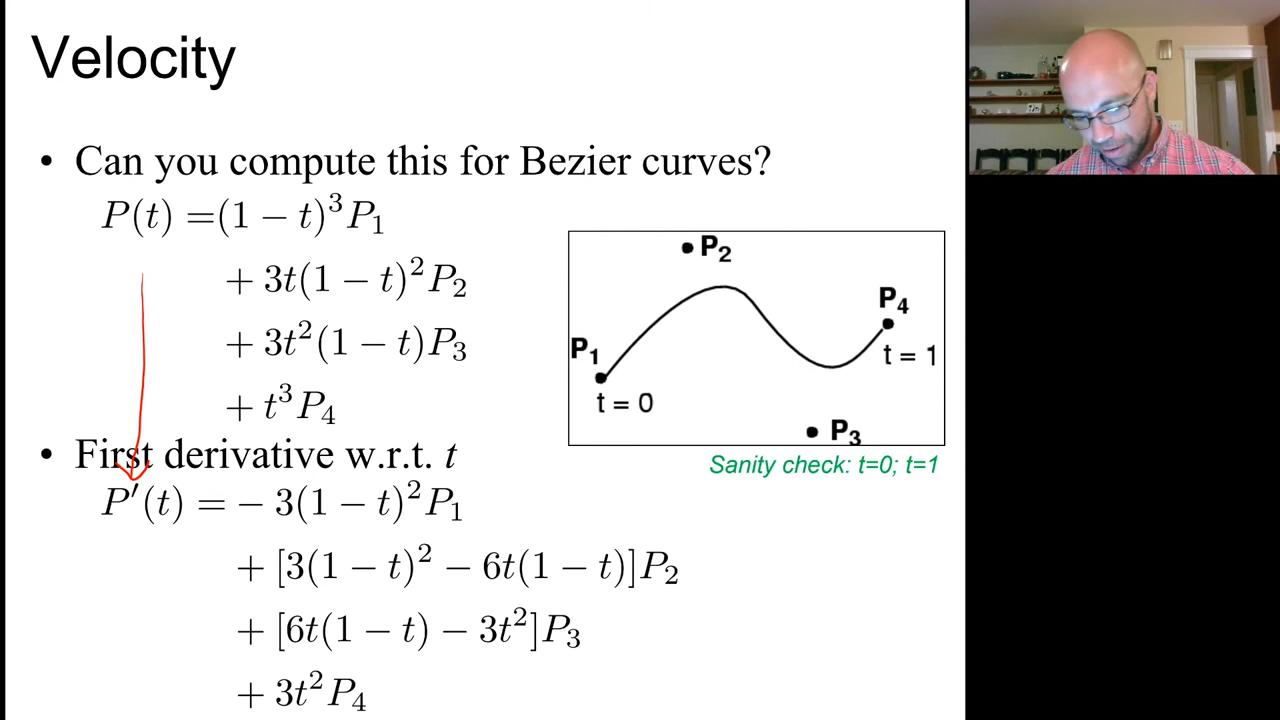 Velocity
• Can you compute this for Bezier curves?
P(t) =(1 − t)³P₁
+ 3t(1 − t)²P₂
+ 3t²(1 − t)P₃
+ t³P₄
• First derivative w.r.t. t
P′(t) = − 3(1 − t)²P₁
+ [3(1 − t)² − 6t(1 − t)]P₂
+ [6t(1 − t) − 3t²]P₃
+ 3t²P₄
P₂
P₄
P₁
t = 1
t = 0
P₃
Sanity check: t=0; t=1